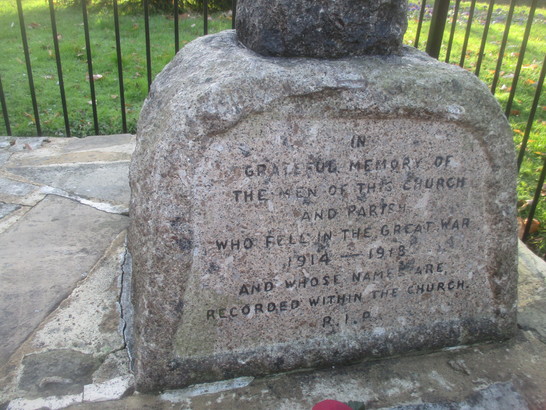 IN
GRATEFUL MEMORY OF
THE MEN OF THIS CHURCH
AND PARISH
WHO FELL IN THE GREAT WAR
1914 — 1918.
AND WHOSE NAMES ARE,
RECORDED WITHIN THE CHURCH.
R.I.P.